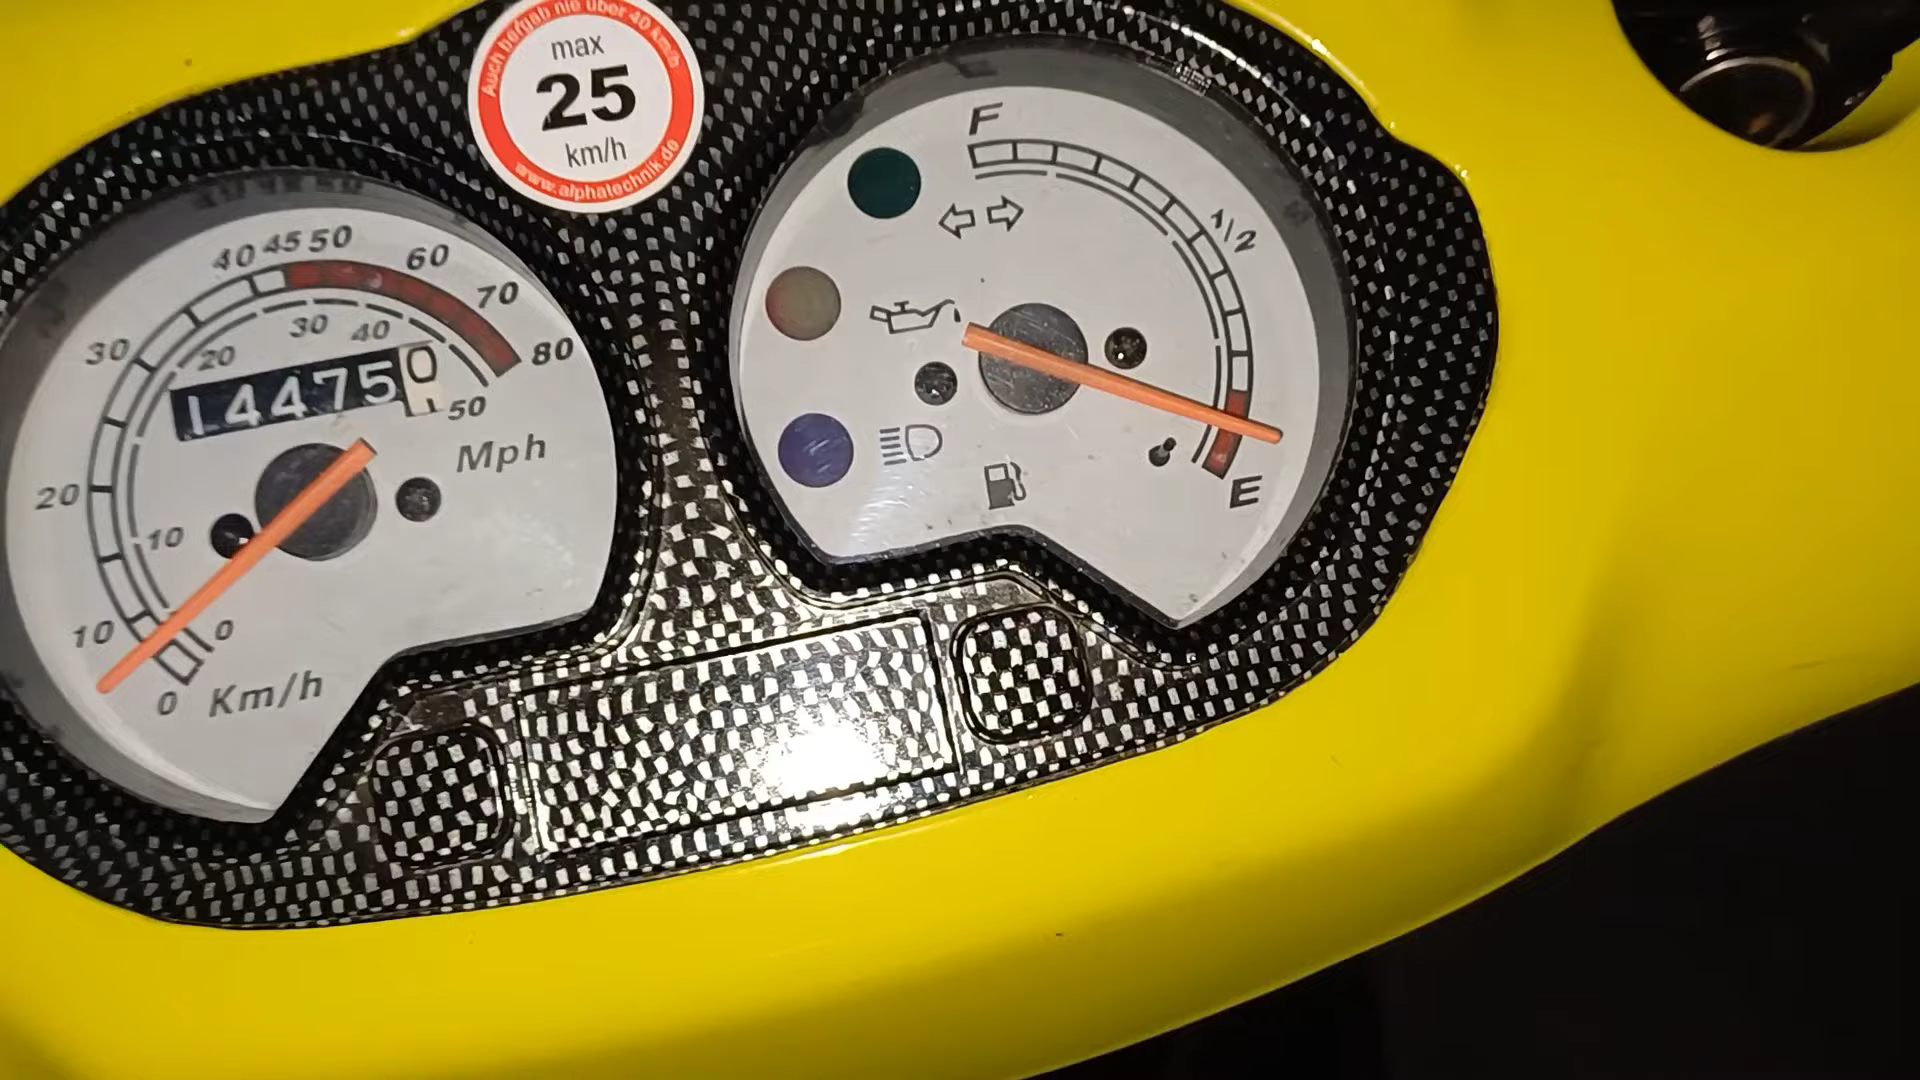 Auch bergab nie über 40 km/h
max
25
km/h
www.alphatechnik.de
0 10 20 30 40 45 50 60 70 80
0 10 20 30 40 50
144750
Mph
Km/h
F
1/2
E